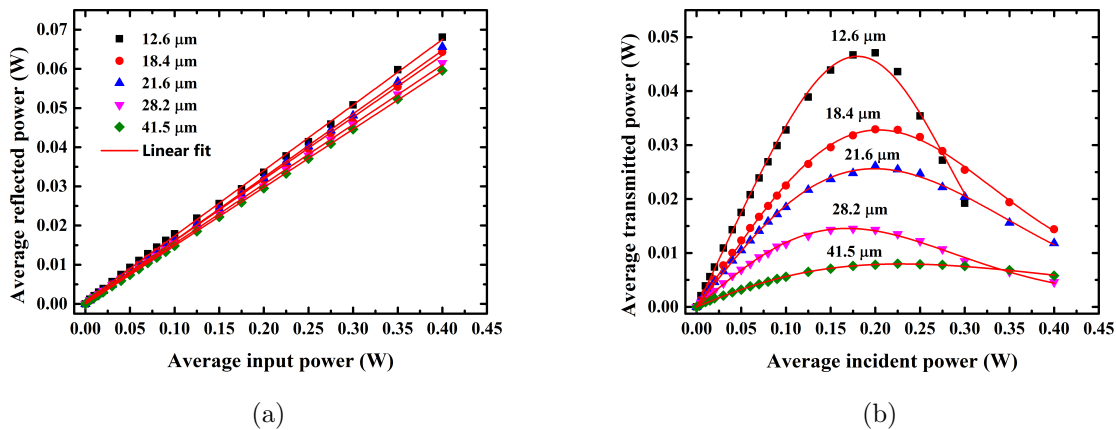 0.07
0.06
0.05
0.04
0.03
0.02
0.01
0.00
Average reflected power (W)
12.6 μm
18.4 μm
21.6 μm
28.2 μm
41.5 μm
Linear fit
0.00 0.05 0.10 0.15 0.20 0.25 0.30 0.35 0.40 0.45
Average input power (W)
(a)
0.05
0.04
0.03
0.02
0.01
0.00
Average transmitted power (W)
12.6 μm
18.4 μm
21.6 μm
28.2 μm
41.5 μm
0.00 0.05 0.10 0.15 0.20 0.25 0.30 0.35 0.40 0.45
Average incident power (W)
(b)